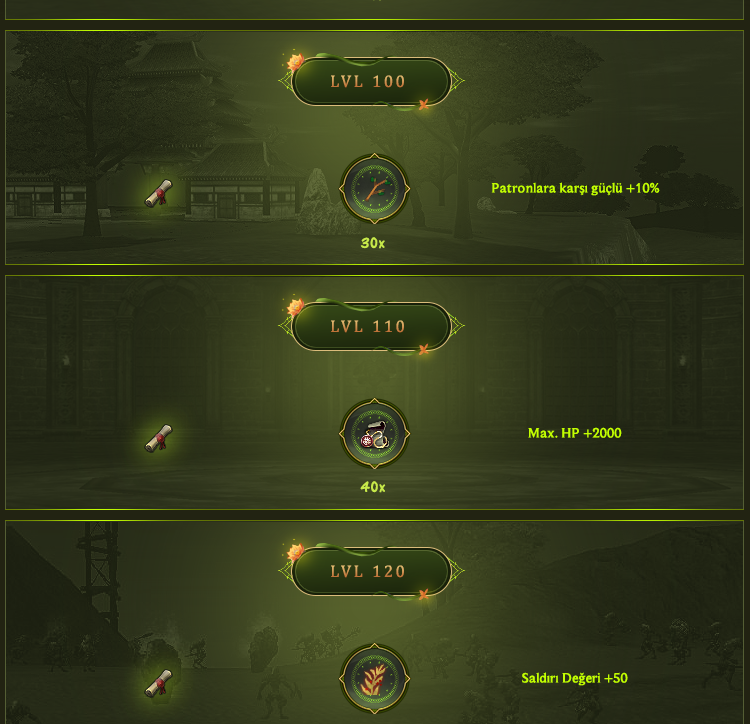 LVL 100
Patronlara karşı güçlü +10%
30x
LVL 110
Max. HP +2000
40x
LVL 120
Saldırı Değeri +50